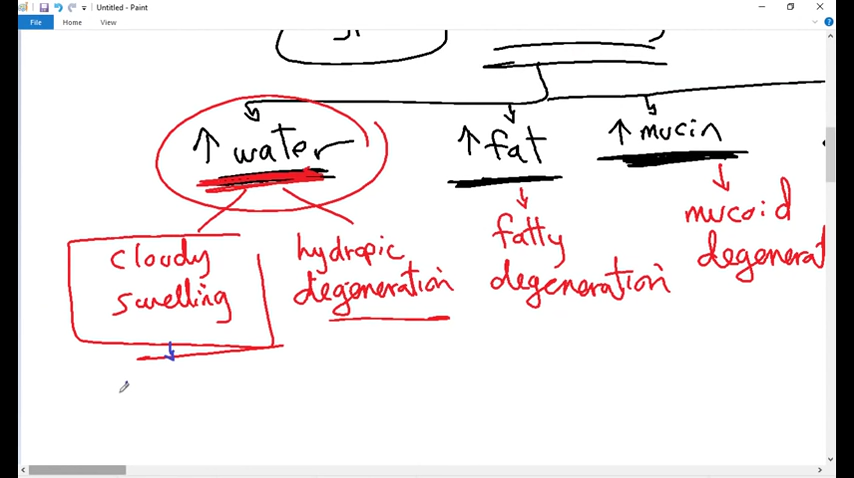 Untitled - Paint
File Home View
↑ water
↑ fat
↑ mucin
cloudy
swelling
hydropic
degeneration
fatty
degeneration
mucoid
degenerat